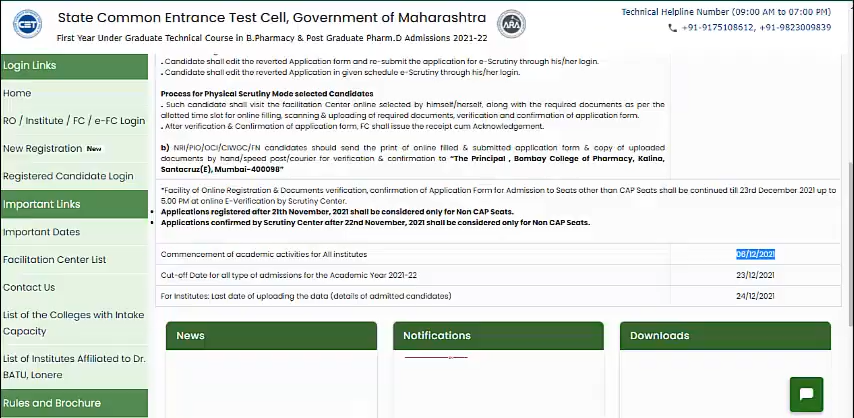 State Common Entrance Test Cell, Government of Maharashtra
First Year Under Graduate Technical Course in B.Pharmacy & Post Graduate Pharm.D Admissions 2021-22
Technical Helpline Number (09:00 AM to 07:00 PM)
+91-9175108612, +91-9823009839
CET
ARA
Login Links
Home
RO / Institute / FC / e-FC Login
New Registration New
Registered Candidate Login
Important Links
Important Dates
Facilitation Center List
Contact Us
List of the Colleges with Intake
Capacity
List of Institutes Affiliated to Dr.
BATU, Lonere
Rules and Brochure
. Candidate shall edit the reverted Application form and re-submit the application for e-Scrutiny through his/her login.
. Candidate shall edit the reverted Application in given schedule e-Scrutiny through his/her login.
Process for Physical Scrutiny Mode selected Candidates
. Such candidate shall visit the facilitation Center online selected by himself/herself, along with the required documents as per the
allotted time slot for online filling, scanning & uploading of required documents, verification and confirmation of application form.
. After verification & Confirmation of application form, FC shall issue the receipt cum Acknowledgement.
b) NRI/PIO/OCI/CIWGC/FN candidates should send the print of online filled & submitted application form & copy of uploaded
documents by hand/speed post/courier for verification & confirmation to "The Principal , Bombay College of Pharmacy, Kalina,
Santacruz(E), Mumbai-400098"
*Facility of Online Registration & Documents verification, confirmation of Application Form for Admission to Seats other than CAP Seats shall be continued till 23rd December 2021 up to
5.00 PM at online E-Verification by Scrutiny Center.
Applications registered after 21th November, 2021 shall be considered only for Non CAP Seats.
Applications confirmed by Scrutiny Center after 22nd November, 2021 shall be considered only for Non CAP Seats.
Commencement of academic activities for All institutes 06/12/2021
Cut-off Date for all type of admissions for the Academic Year 2021-22 23/12/2021
For Institutes: Last date of uploading the data (details of admitted candidates) 24/12/2021
News
Notifications
Downloads